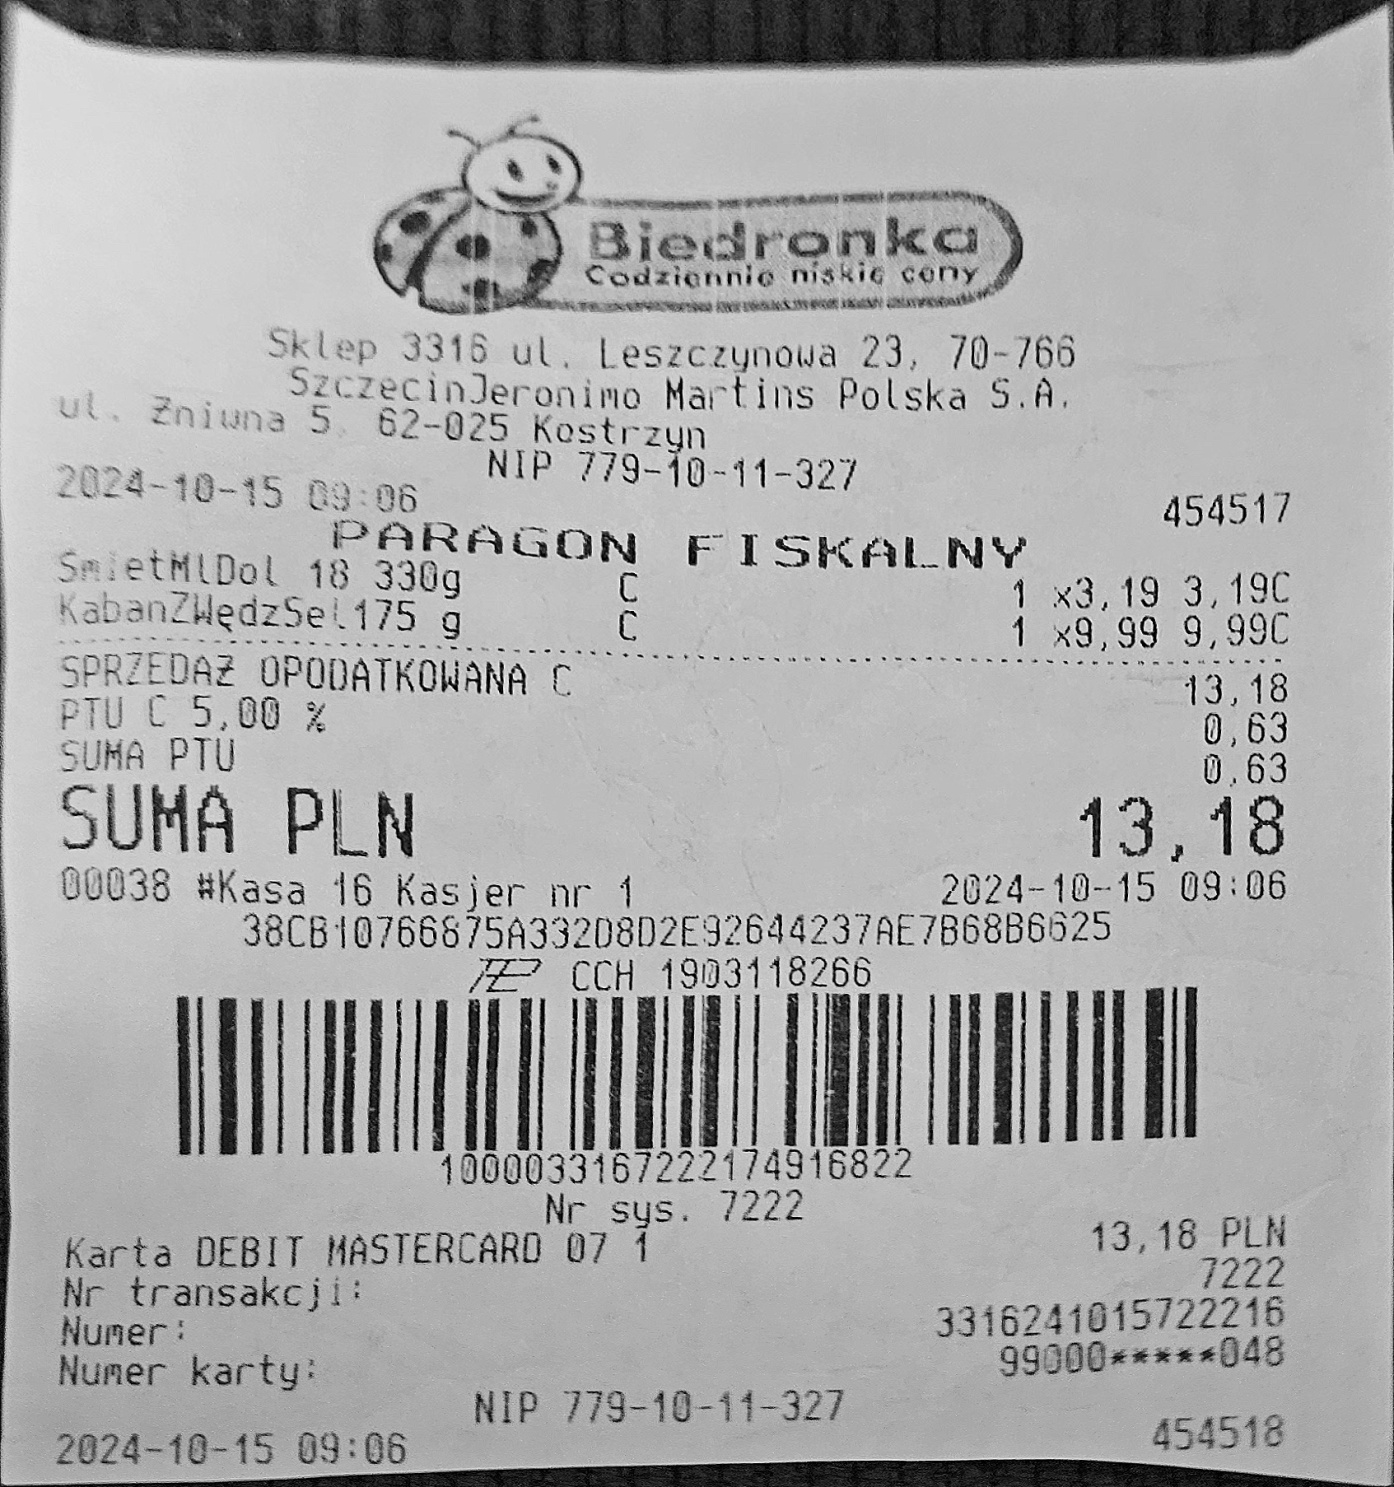 Biedronka
Codziennie niskie ceny
Sklep 3316 ul. Leszczynowa 23, 70-766
SzczecinJeronimo Martins Polska S.A.
ul. Żniwna 5, 62-025 Kostrzyn
NIP 779-10-11-327
2024-10-15 09:06 454517
PARAGON FISKALNY
SmietMlDol 18 330g C 1 x3,19 3,19C
KabanZWędzSeł175 g C 1 x9,99 9,99C
SPRZEDAŻ OPODATKOWANA C 13,18
PTU C 5,00 % 0,63
SUMA PTU 0,63
SUMA PLN 13,18
00038 #Kasa 16 Kasjer nr 1 2024-10-15 09:06
38CB10766875A332D8D2E92644237AE7B68B6625
CCH 1903118266
1000033167222174916822
Nr sys. 7222
Karta DEBIT MASTERCARD 07 1 13,18 PLN
Nr transakcji: 7222
Numer: 3316241015722216
Numer karty: 99000*****048
NIP 779-10-11-327
2024-10-15 09:06 454518